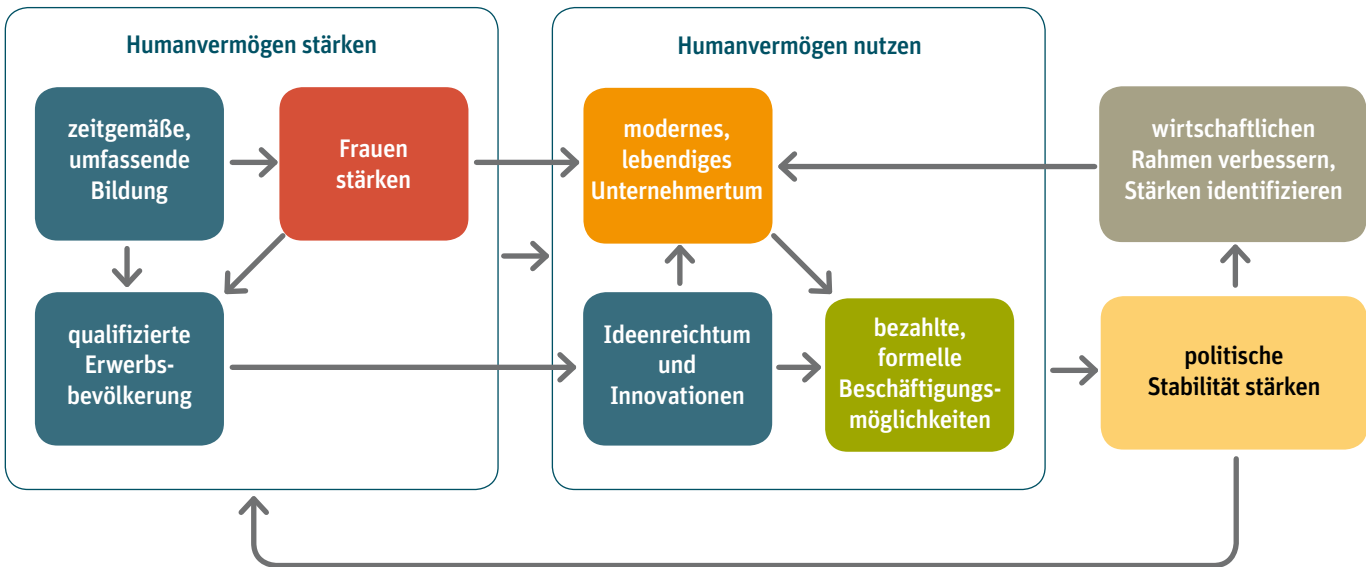 Humanvermögen stärken
zeitgemäße,
umfassende
Bildung
Frauen
stärken
qualifizierte
Erwerbs-
bevölkerung
Humanvermögen nutzen
modernes,
lebendiges
Unternehmertum
Ideenreichtum
und
Innovationen
bezahlte,
formelle
Beschäftigungs-
möglichkeiten
wirtschaftlichen
Rahmen verbessern,
Stärken identifizieren
politische
Stabilität stärken